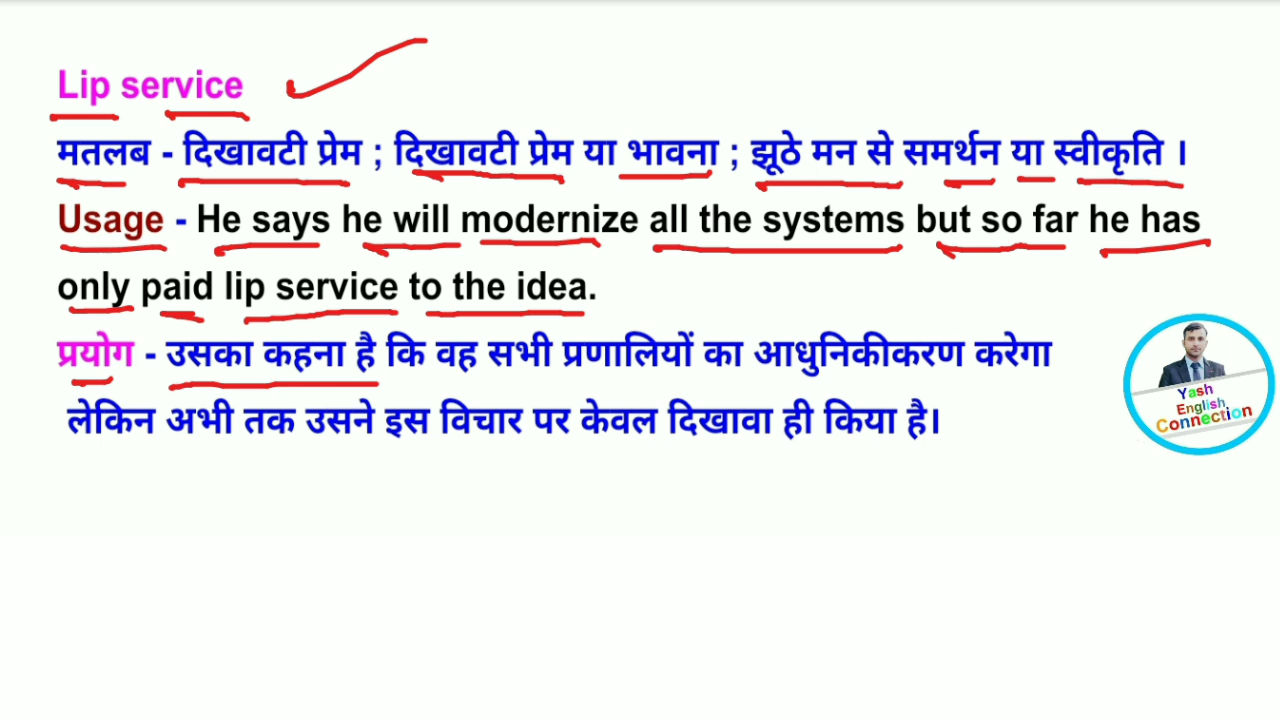 Lip service
मतलब - दिखावटी प्रेम ; दिखावटी प्रेम या भावना ; झूठे मन से समर्थन या स्वीकृति ।
Usage - He says he will modernize all the systems but so far he has
only paid lip service to the idea.
प्रयोग - उसका कहना है कि वह सभी प्रणालियों का आधुनिकीकरण करेगा
लेकिन अभी तक उसने इस विचार पर केवल दिखावा ही किया है।
Yash
English
Connection